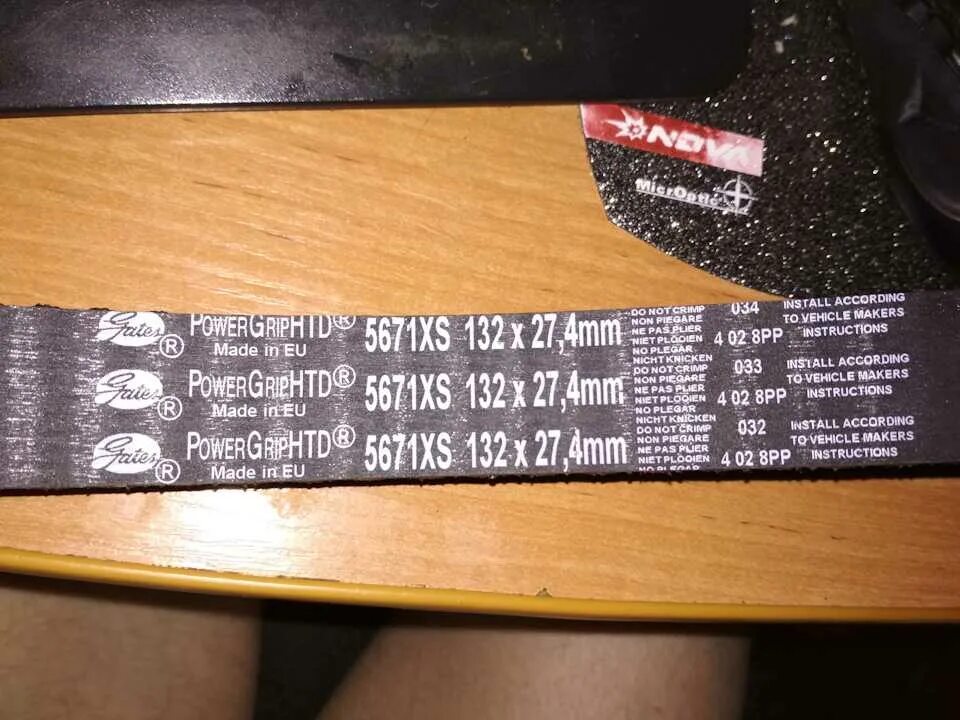 NOVA
MicrOptic
Gates® PowerGripHTD® 5671XS 132 x 27,4mm
Made in EU
DO NOT CRIMP
NON PIEGARE
NE PAS PLIER
NIET PLOOIEN
NO PLEGAR
NICHT KNICKEN
034
4 02 8PP
INSTALL ACCORDING
TO VEHICLE MAKERS
INSTRUCTIONS
Gates® PowerGripHTD® 5671XS 132 x 27,4mm
Made in EU
DO NOT CRIMP
NON PIEGARE
NE PAS PLIER
NIET PLOOIEN
NO PLEGAR
NICHT KNICKEN
033
4 02 8PP
INSTALL ACCORDING
TO VEHICLE MAKERS
INSTRUCTIONS
Gates® PowerGripHTD® 5671XS 132 x 27,4mm
Made in EU
DO NOT CRIMP
NON PIEGARE
NE PAS PLIER
NIET PLOOIEN
NO PLEGAR
032
4 02 8PP
INSTALL ACCORDING
TO VEHICLE MAKERS
INSTRUCTIONS